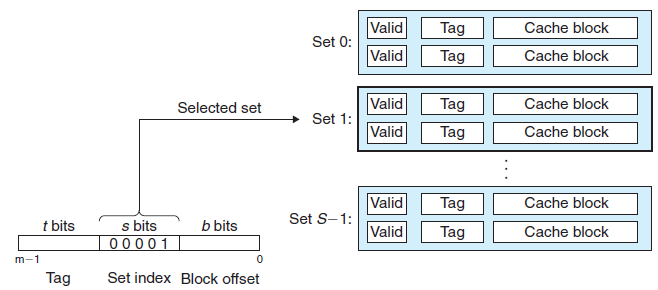 Set 0:
Valid Tag Cache block
Valid Tag Cache block
Selected set
Set 1:
Valid Tag Cache block
Valid Tag Cache block
Set S−1:
Valid Tag Cache block
Valid Tag Cache block
t bits s bits b bits
0 0 0 0 1
m−1 0
Tag Set index Block offset